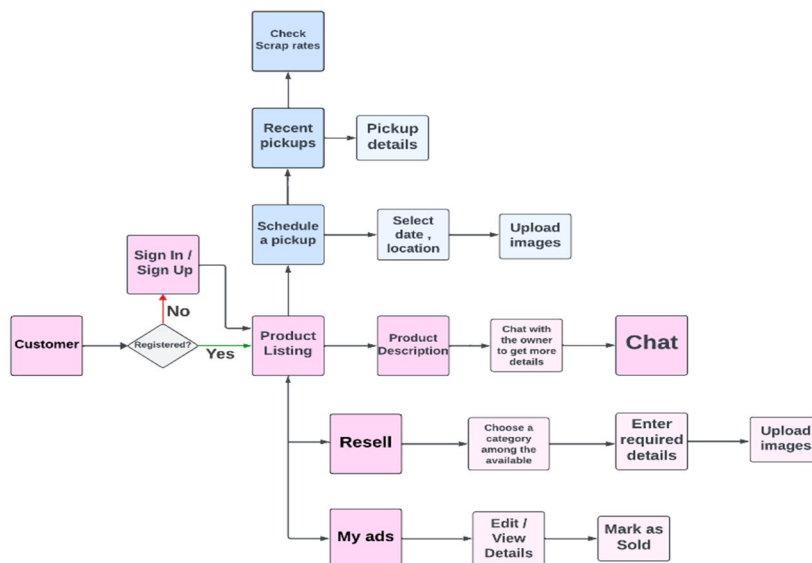 Check
Scrap rates
Recent
pickups
Pickup
details
Schedule
a pickup
Select
date ,
location
Upload
images
Sign In /
Sign Up
No
Customer
Registered?
Yes
Product
Listing
Product
Description
Chat with
the owner
to get more
details
Chat
Resell
Choose a
category
among the
available
Enter
required
details
Upload
images
My ads
Edit /
View
Details
Mark as
Sold